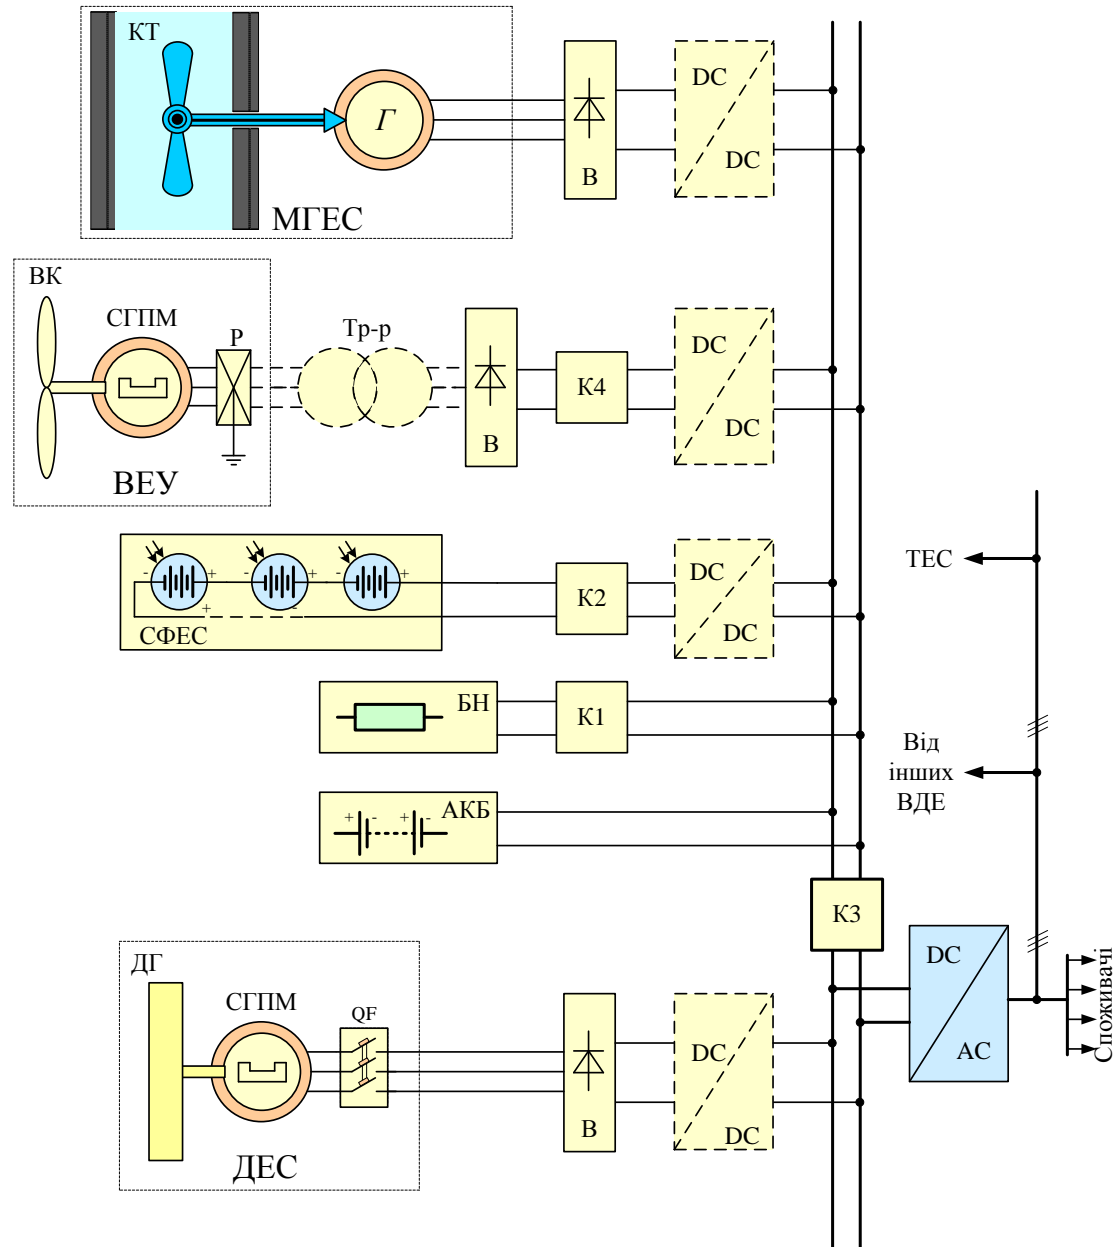 КТ
Г
В
DC
DC
МГЕС
ВК
СГПМ
Р
Тр-р
В
К4
DC
DC
ВЕУ
- + - + - +
+ -
СФЕС
К2
DC
DC
ТЕС
БН
К1
Від
інших
ВДЕ
+ - + -
АКБ
К3
DC
AC
Споживачі
ДГ
СГПМ
QF
В
DC
DC
ДЕС